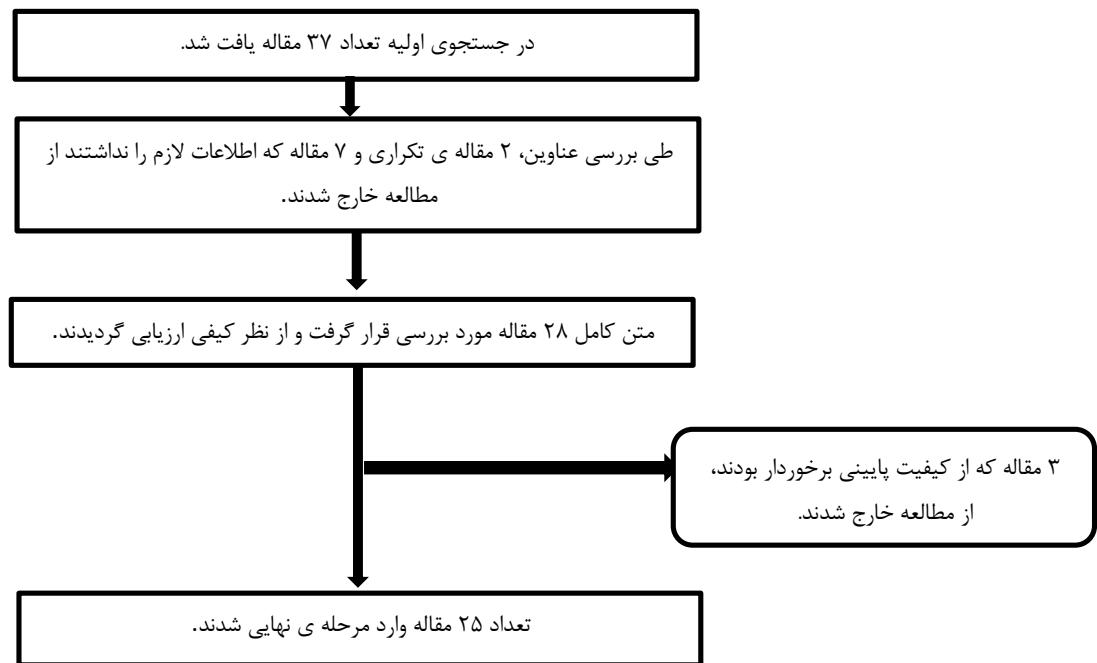 در جستجوی اولیه تعداد ۳۷ مقاله یافت شد.
طی بررسی عناوین، ۲ مقاله ی تکراری و ۷ مقاله که اطلاعات لازم را نداشتند از
مطالعه خارج شدند.
متن کامل ۲۸ مقاله مورد بررسی قرار گرفت و از نظر کیفی ارزیابی گردیدند.
۳ مقاله که از کیفیت پایینی برخوردار بودند،
از مطالعه خارج شدند.
تعداد ۲۵ مقاله وارد مرحله ی نهایی شدند.